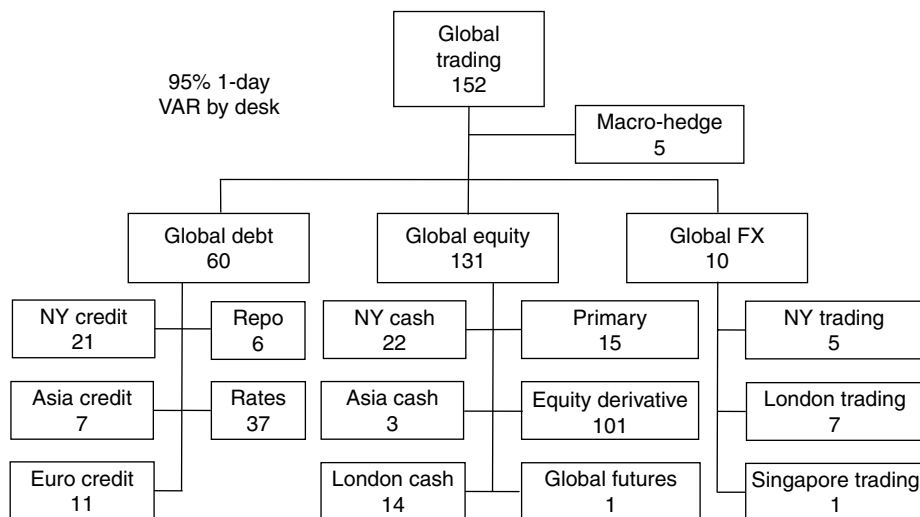 Global
trading
152
95% 1-day
VAR by desk
Macro-hedge
5
Global debt
60
Global equity
131
Global FX
10
NY credit
21
Repo
6
NY cash
22
Primary
15
NY trading
5
Asia credit
7
Rates
37
Asia cash
3
Equity derivative
101
London trading
7
Euro credit
11
London cash
14
Global futures
1
Singapore trading
1